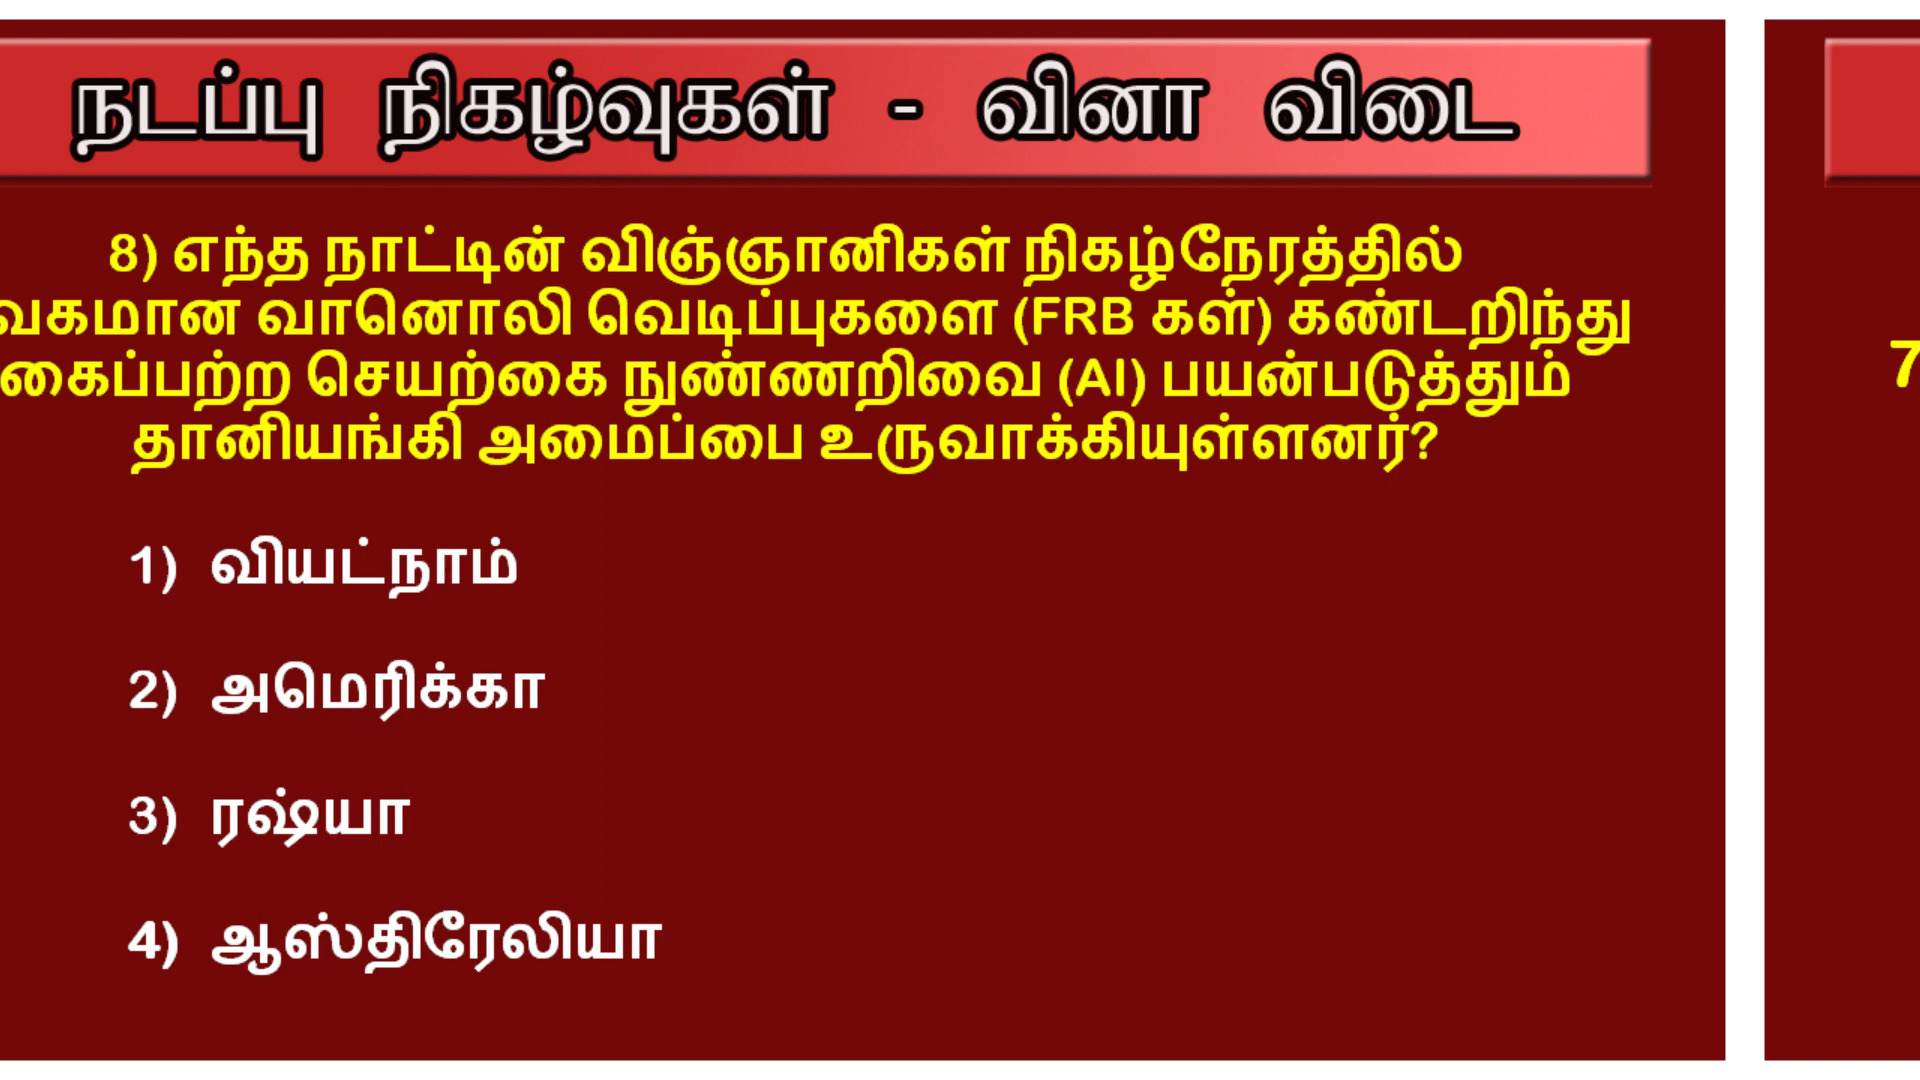 நடப்பு நிகழ்வுகள் - வினா விடை
8) எந்த நாட்டின் விஞ்ஞானிகள் நிகழ்நேரத்தில்
வானொலி வெடிப்புகளை (FRB கள்) கண்டறிந்து
கைப்பற்ற செயற்கை நுண்ணறிவை (AI) பயன்படுத்தும்
தானியங்கி அமைப்பை உருவாக்கியுள்ளனர்?
1) வியட்நாம்
2) அமெரிக்கா
3) ரஷ்யா
4) ஆஸ்திரேலியா
7